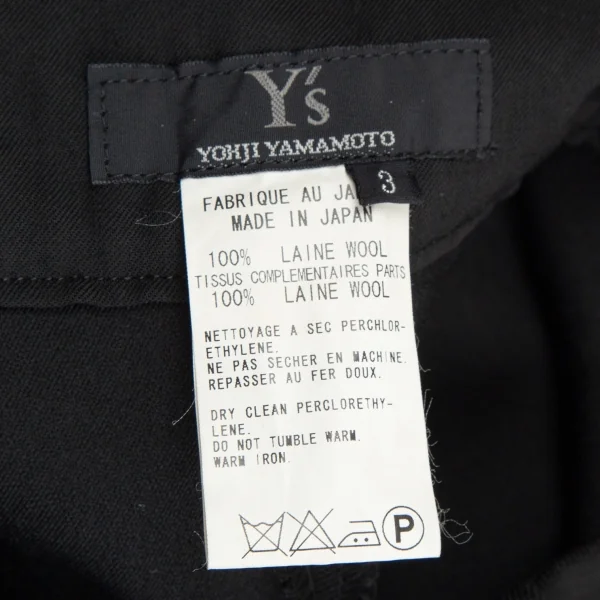 Y's
YOHJI YAMAMOTO
3
FABRIQUE AU
MADE IN JAPAN
100% LAINE WOOL
TISSUS COMPLEMENTAIRES PARTS
100% LAINE WOOL
NETTOYAGE A SEC PERCHLOR-
ETHYLENE.
NE PAS SECHER EN MACHINE.
REPASSER AU FER DOUX.
DRY CLEAN PERCLORETHY-
LENE.
DO NOT TUMBLE WARM.
WARM IRON.
P